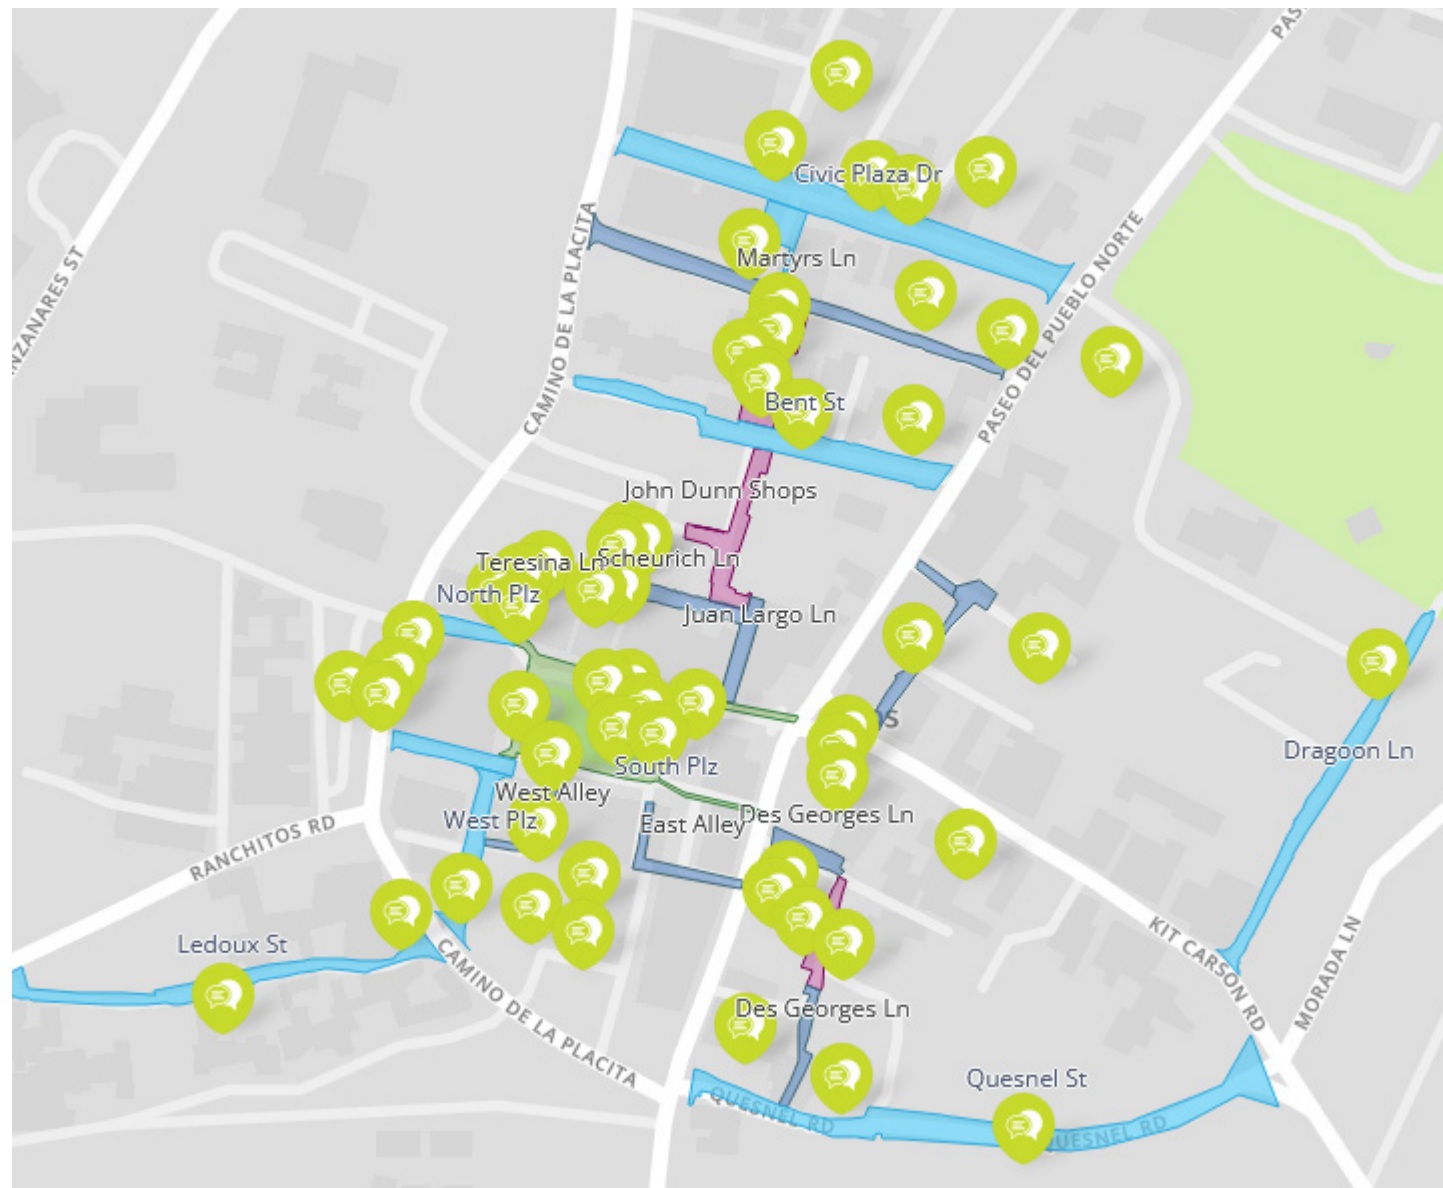 PAS
Civic Plaza Dr
CAMINO DE LA PLACITA
PASEO DEL PUEBLO NORTE
NZANARES ST
Martyrs Ln
Bent St
John Dunn Shops
Teresina Ln
Scheurich Ln
North Plz
Juan Largo Ln
OS
Dragoon Ln
South Plz
West Alley
West Plz
East Alley
Des Georges Ln
RANCHITOS RD
KIT CARSON RD
MORADA LN
Ledoux St
CAMINO DE LA PLACITA
Des Georges Ln
Quesnel St
QUESNEL RD
QUESNEL RD